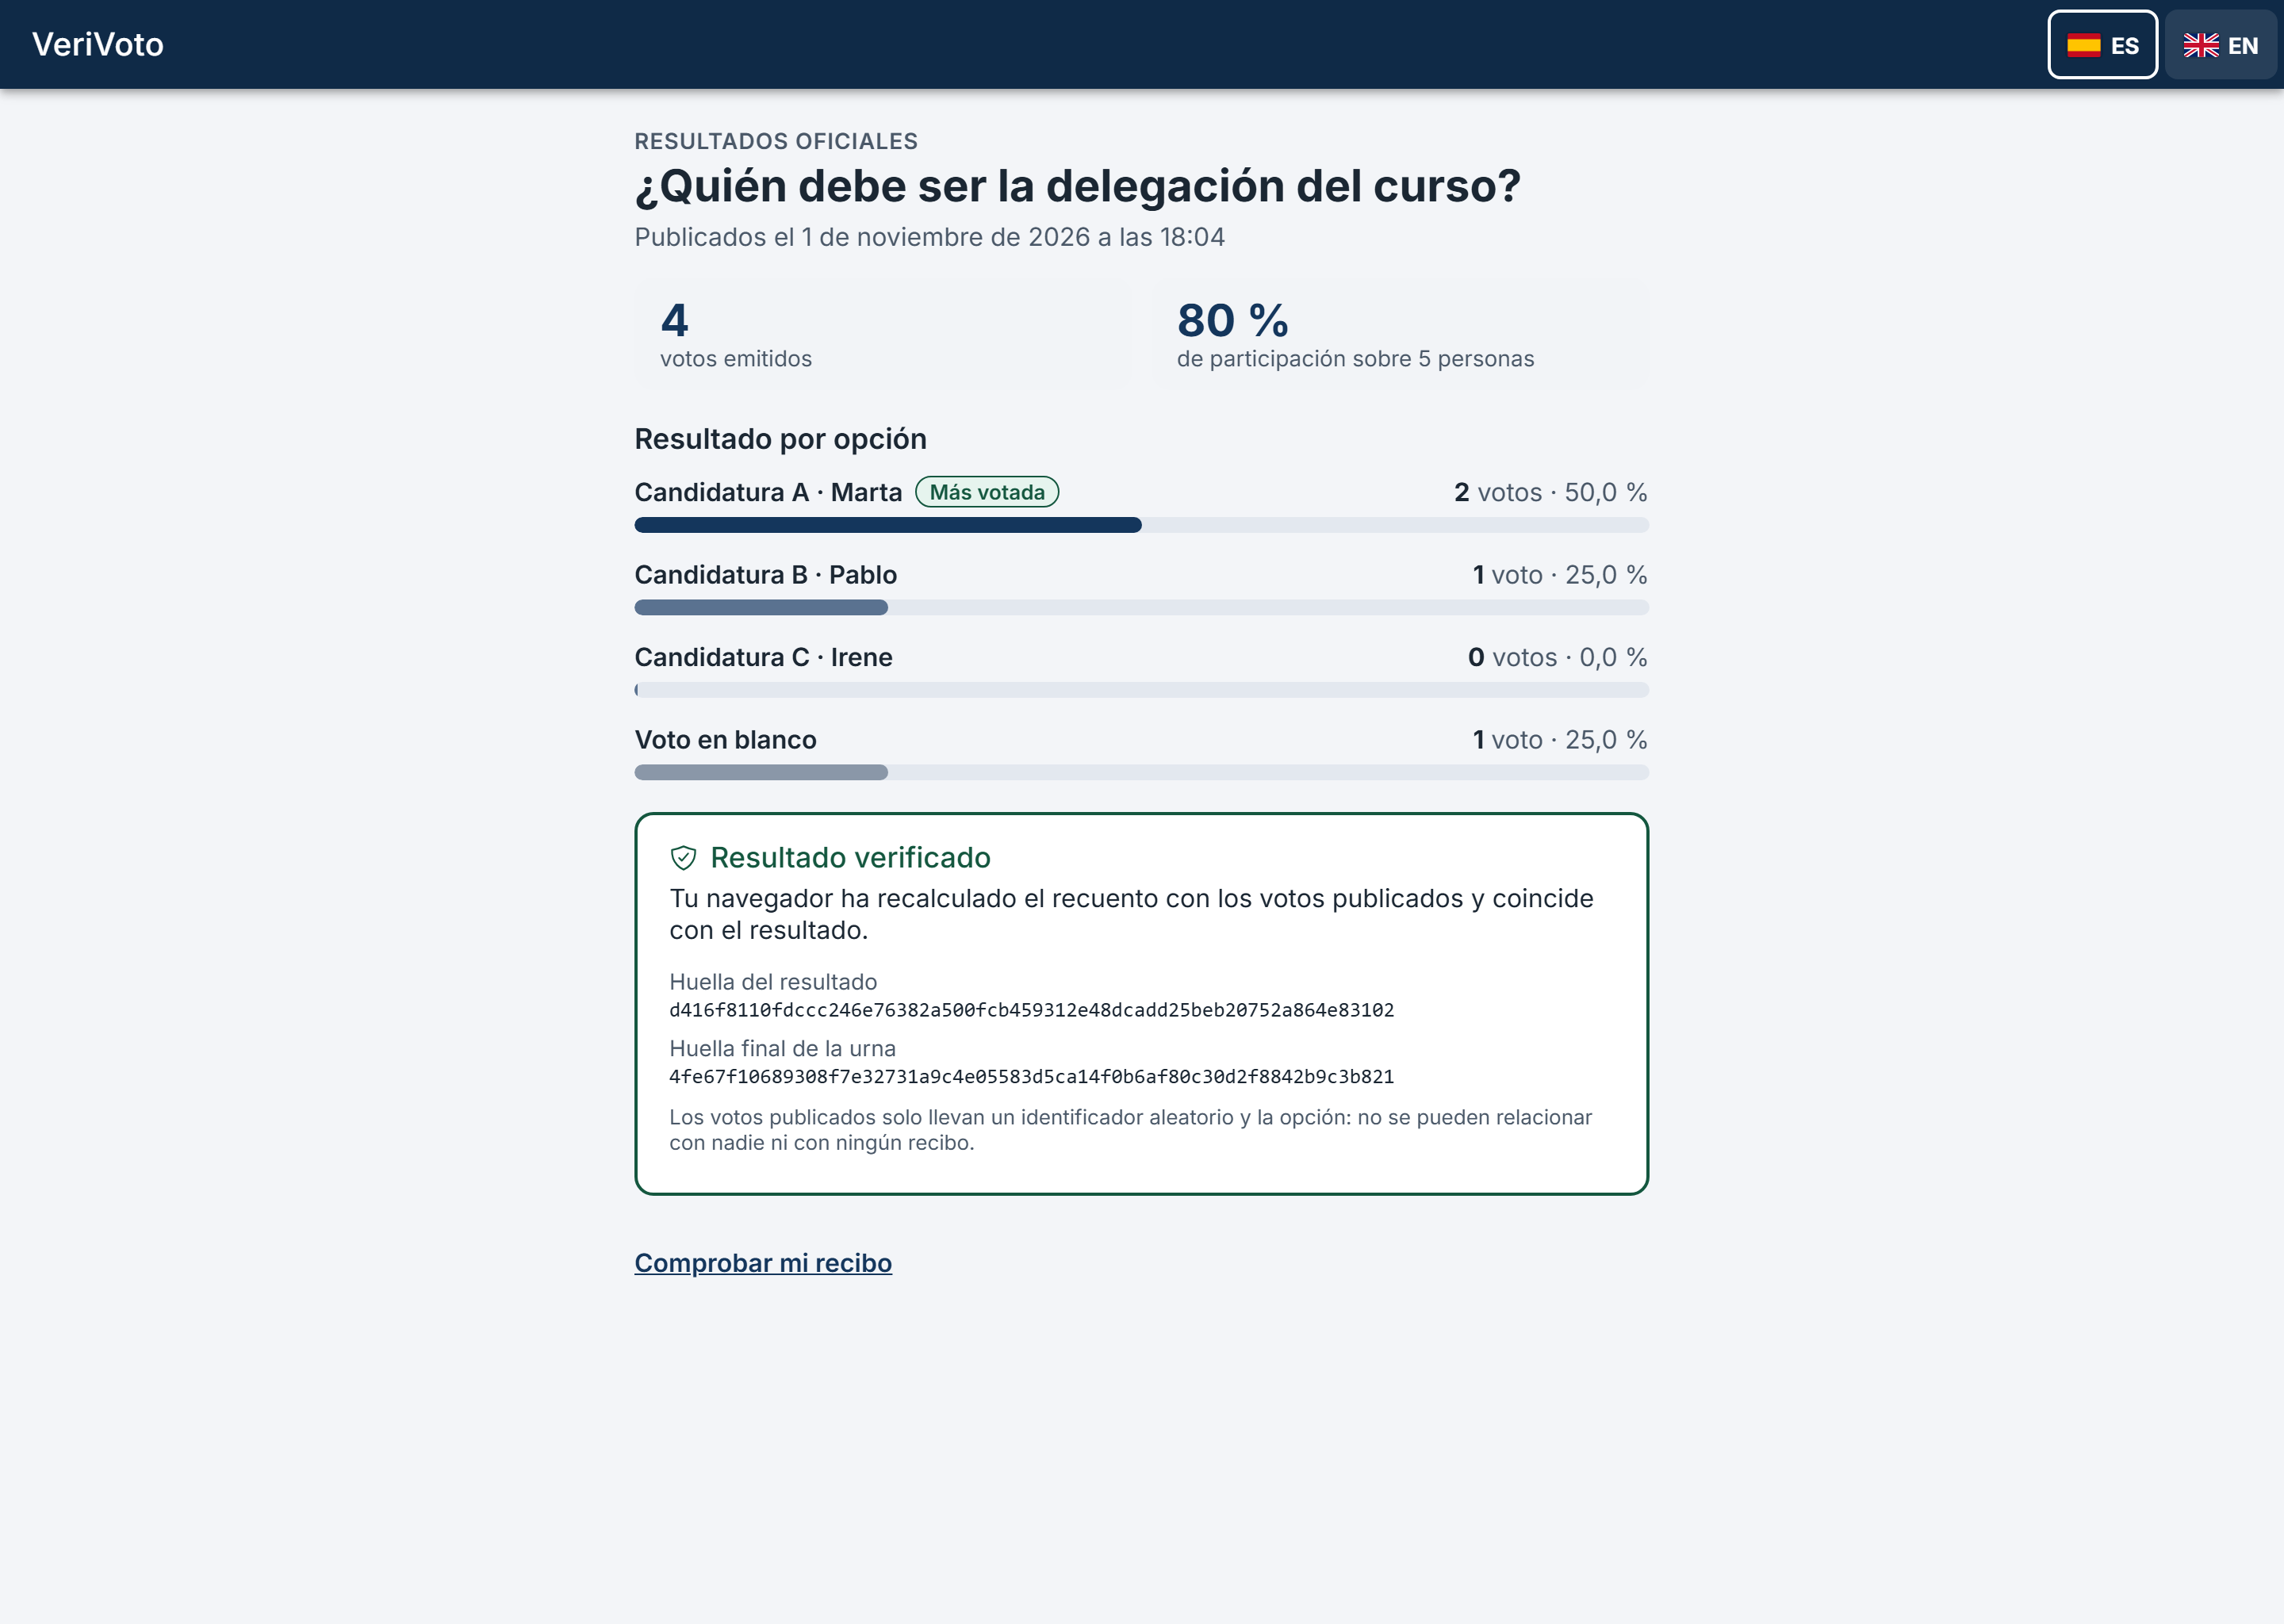 VeriVoto
ES
EN
RESULTADOS OFICIALES
¿Quién debe ser la delegación del curso?
Publicados el 1 de noviembre de 2026 a las 18:04
4
votos emitidos
80 %
de participación sobre 5 personas
Resultado por opción
Candidatura A · Marta Más votada 2 votos · 50,0 %
Candidatura B · Pablo 1 voto · 25,0 %
Candidatura C · Irene 0 votos · 0,0 %
Voto en blanco 1 voto · 25,0 %
Resultado verificado
Tu navegador ha recalculado el recuento con los votos publicados y coincide
con el resultado.
Huella del resultado
d416f8110fdccc246e76382a500fcb459312e48dcadd25beb20752a864e83102
Huella final de la urna
4fe67f10689308f7e32731a9c4e05583d5ca14f0b6af80c30d2f8842b9c3b821
Los votos publicados solo llevan un identificador aleatorio y la opción: no se pueden relacionar
con nadie ni con ningún recibo.
Comprobar mi recibo